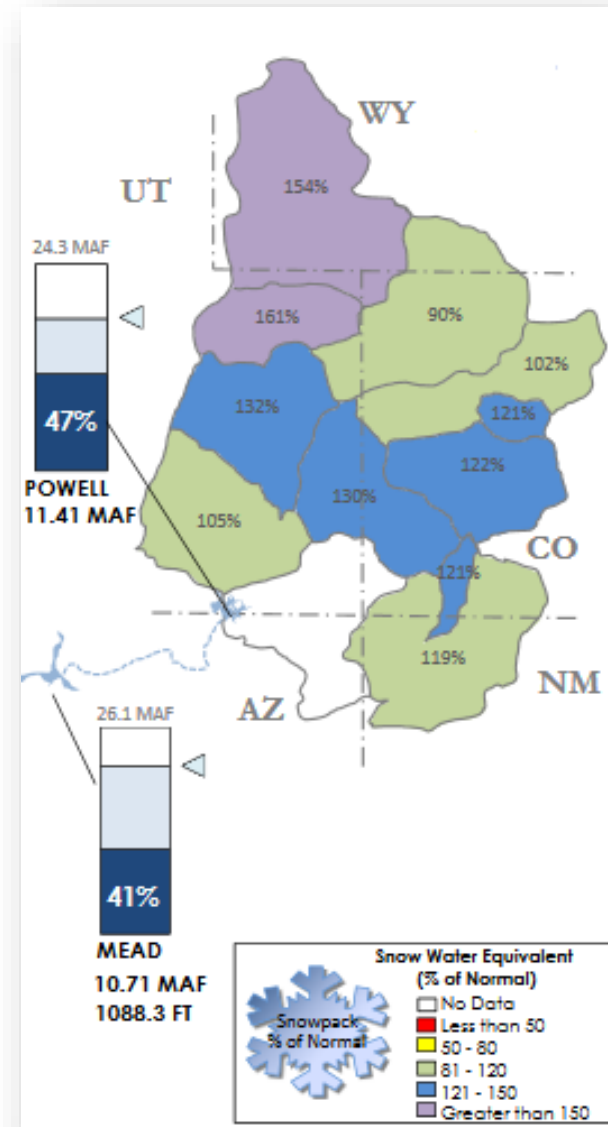 WY
UT
154%
24.3 MAF
161%
90%
102%
47%
132%
121%
122%
POWELL
11.41 MAF
130%
105%
CO
121%
119%
NM
AZ
26.1 MAF
41%
MEAD
10.71 MAF
1088.3 FT
Snowpack
% of Normal
Snow Water Equivalent
(% of Normal)
No Data
Less than 50
50 - 80
81 - 120
121 - 150
Greater than 150